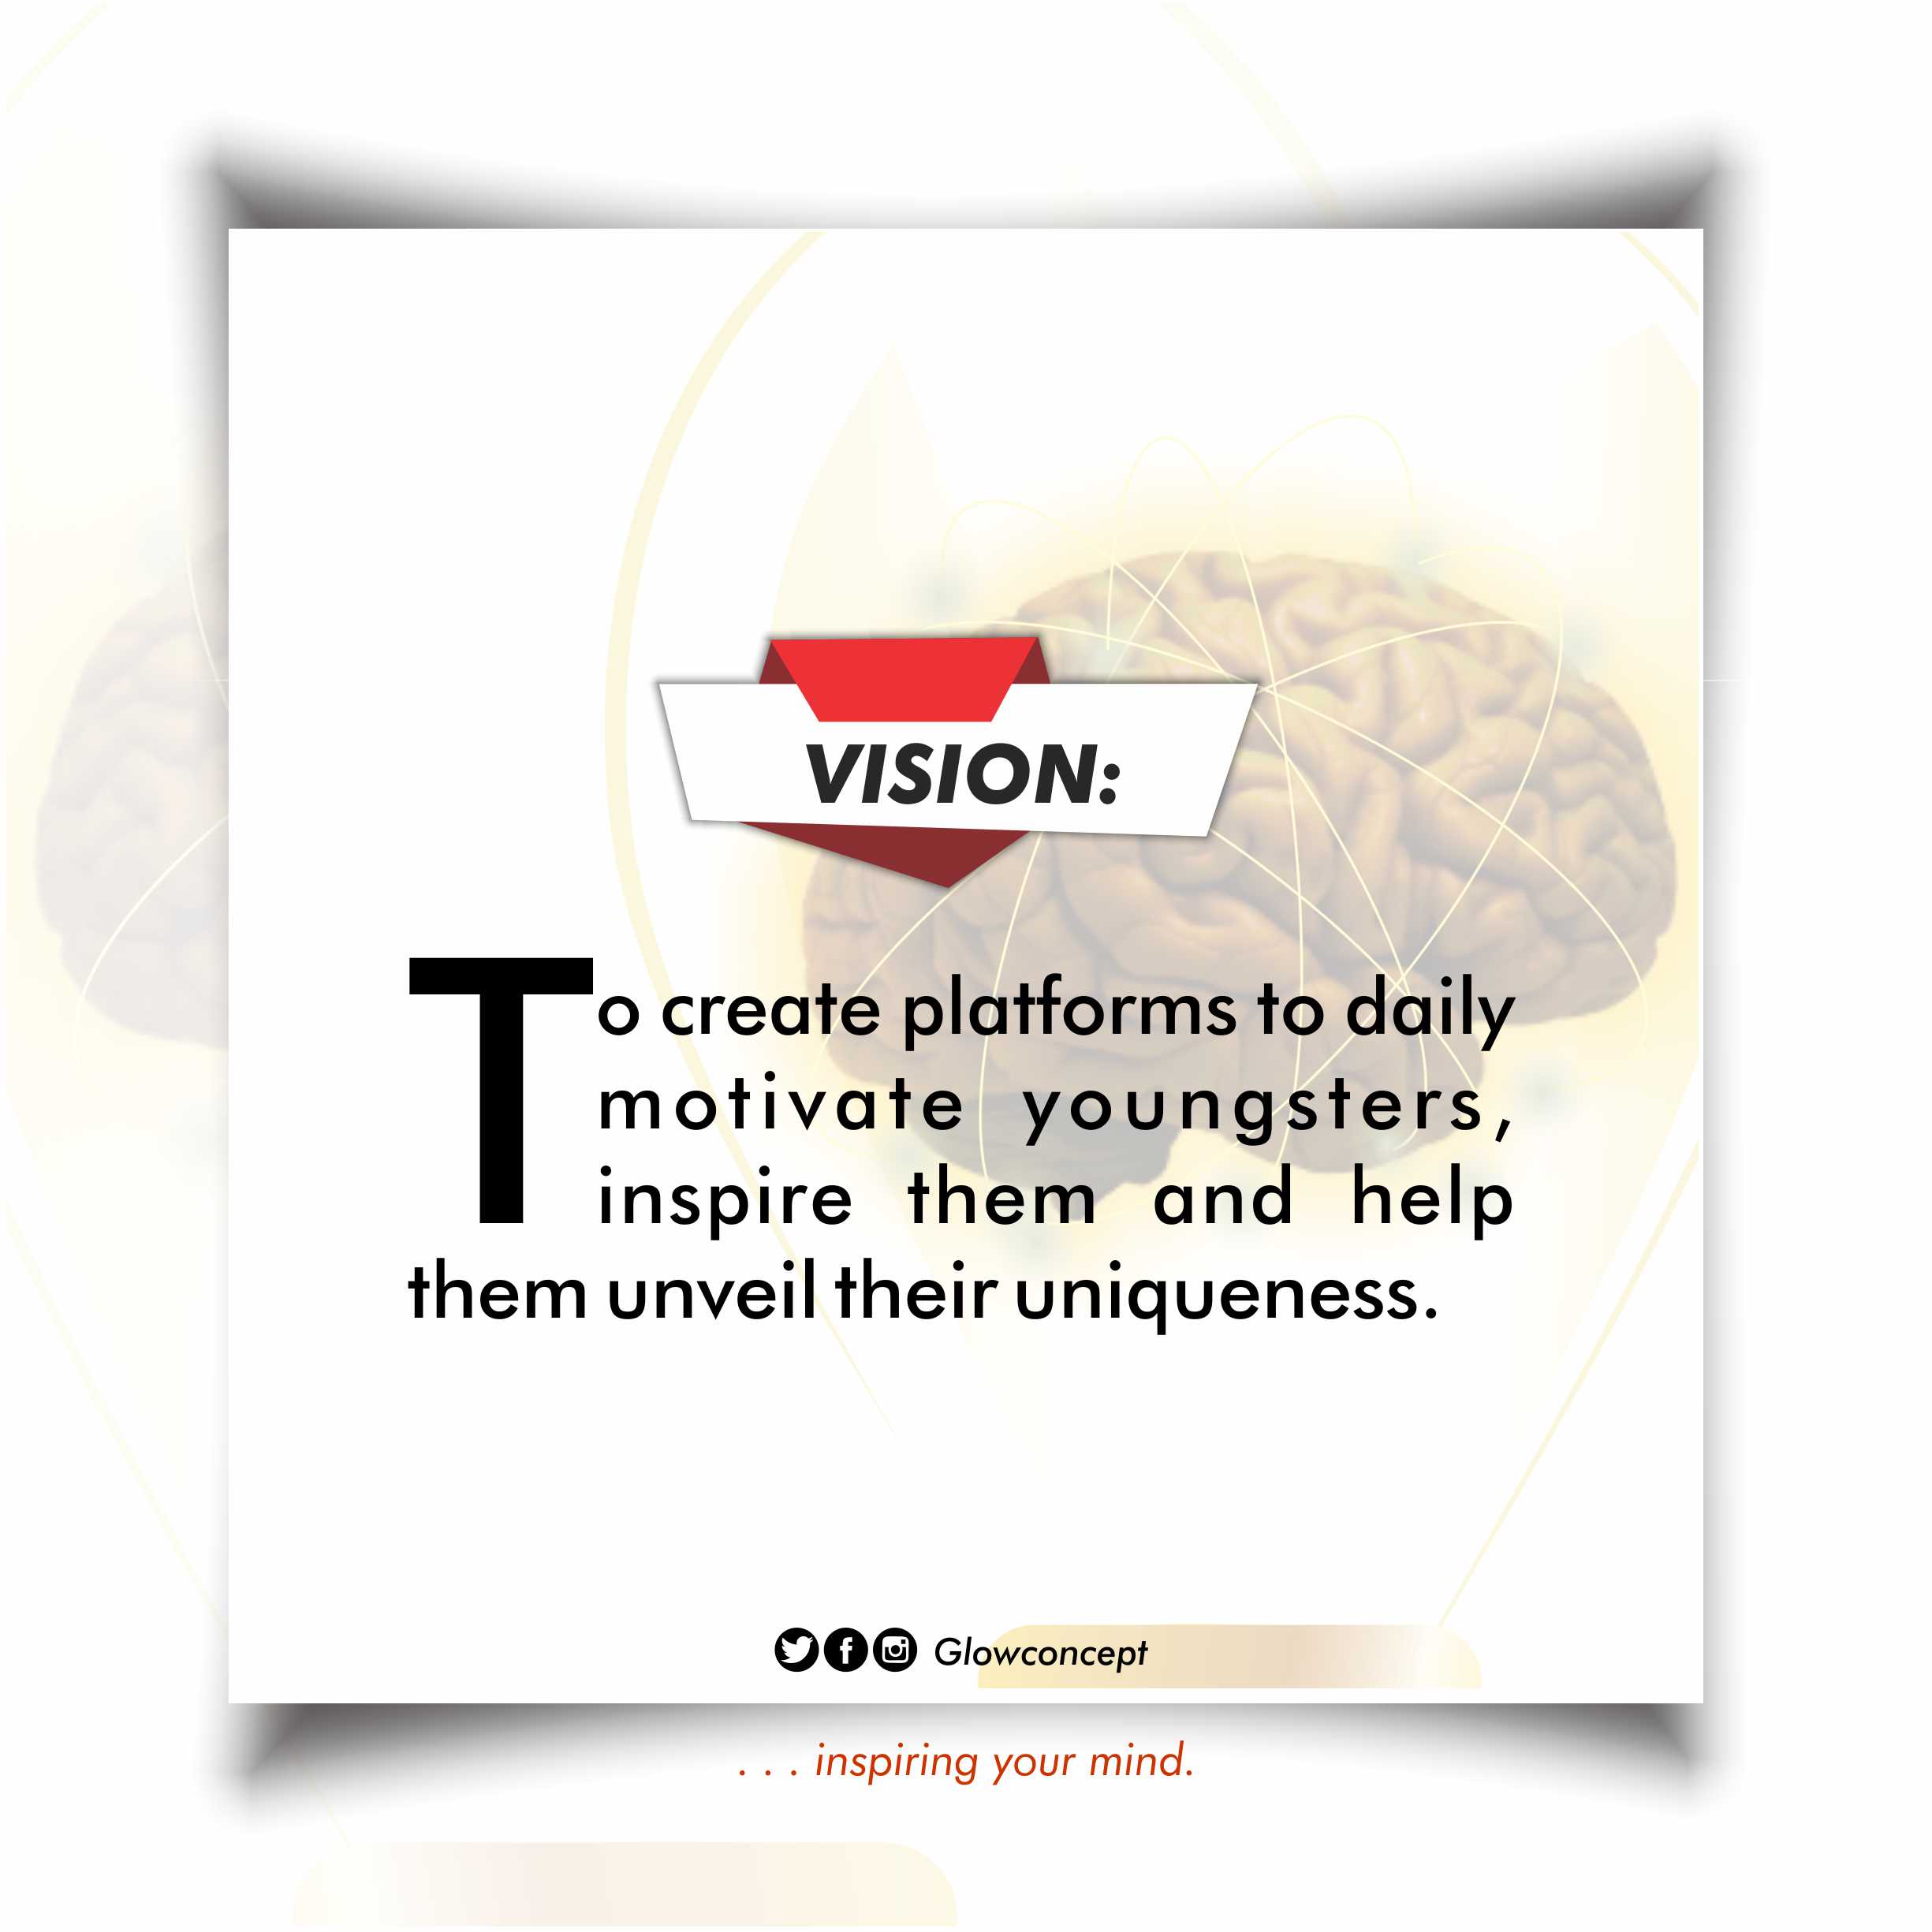 VISION:
To create platforms to daily
motivate youngsters,
inspire them and help
them unveil their uniqueness.
Glowconcept
. . . inspiring your mind.